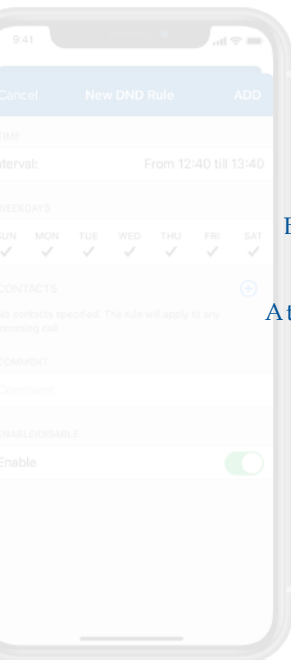 9:41
Cancel New DND Rule ADD
TIME
nterval: From 12:40 till 13:40
WEEKDAYS
SUN MON TUE WED THU FRI SAT
E
CONTACTS
No contacts specified. The rule will apply to any
incoming call
At
COMMENT
Comment
ENABLE/DISABLE
Enable